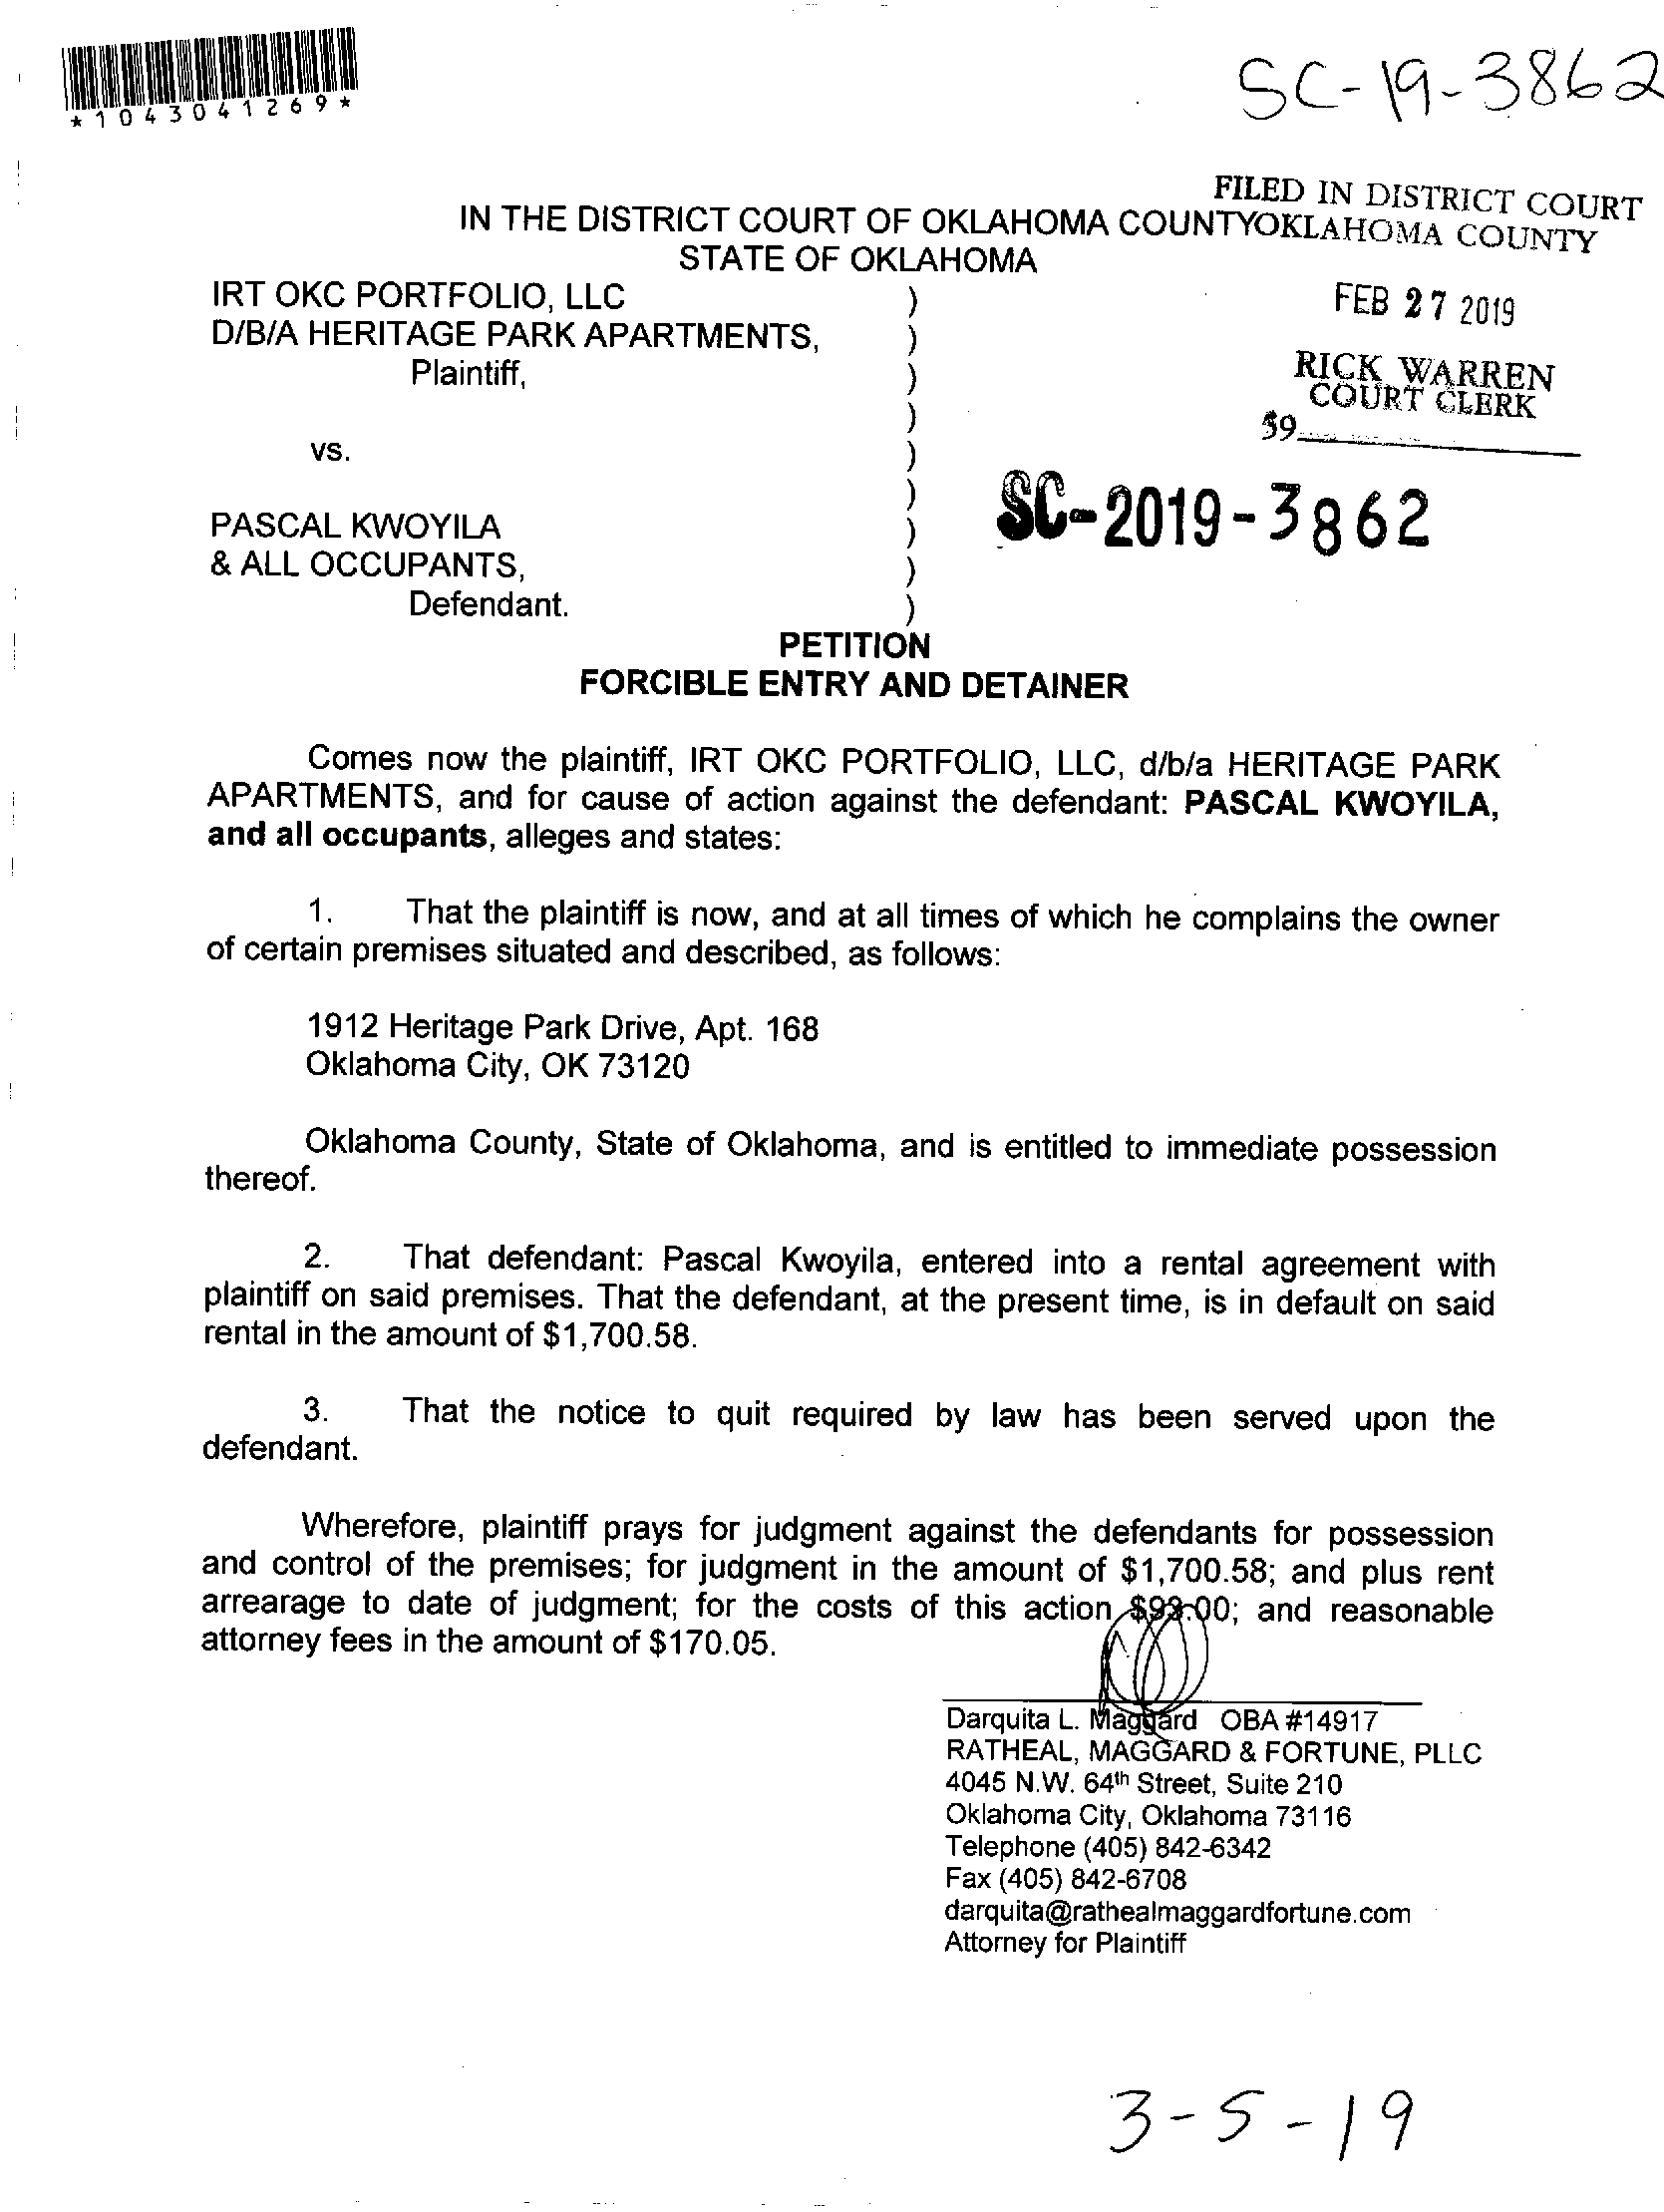 *1043041269*
SC-19-3862
FILED IN DISTRICT COURT
OKLAHOMA COUNTY
IN THE DISTRICT COURT OF OKLAHOMA COUNTY
STATE OF OKLAHOMA
FEB 27 2019
RICK WARREN
COURT CLERK
59
IRT OKC PORTFOLIO, LLC )
D/B/A HERITAGE PARK APARTMENTS, )
Plaintiff, )
)
vs. )
)
PASCAL KWOYILA )
& ALL OCCUPANTS, )
Defendant. )
SC-2019-3862
PETITION
FORCIBLE ENTRY AND DETAINER
Comes now the plaintiff, IRT OKC PORTFOLIO, LLC, d/b/a HERITAGE PARK
APARTMENTS, and for cause of action against the defendant: PASCAL KWOYILA,
and all occupants, alleges and states:
1. That the plaintiff is now, and at all times of which he complains the owner
of certain premises situated and described, as follows:
1912 Heritage Park Drive, Apt. 168
Oklahoma City, OK 73120
Oklahoma County, State of Oklahoma, and is entitled to immediate possession
thereof.
2. That defendant: Pascal Kwoyila, entered into a rental agreement with
plaintiff on said premises. That the defendant, at the present time, is in default on said
rental in the amount of $1,700.58.
3. That the notice to quit required by law has been served upon the
defendant.
Wherefore, plaintiff prays for judgment against the defendants for possession
and control of the premises; for judgment in the amount of $1,700.58; and plus rent
arrearage to date of judgment; for the costs of this action $93.00; and reasonable
attorney fees in the amount of $170.05.
Darquita L. Maggard OBA #14917
RATHEAL, MAGGARD & FORTUNE, PLLC
4045 N.W. 64th Street, Suite 210
Oklahoma City, Oklahoma 73116
Telephone (405) 842-6342
Fax (405) 842-6708
darquita@rathealmaggardfortune.com
Attorney for Plaintiff
3-5-19